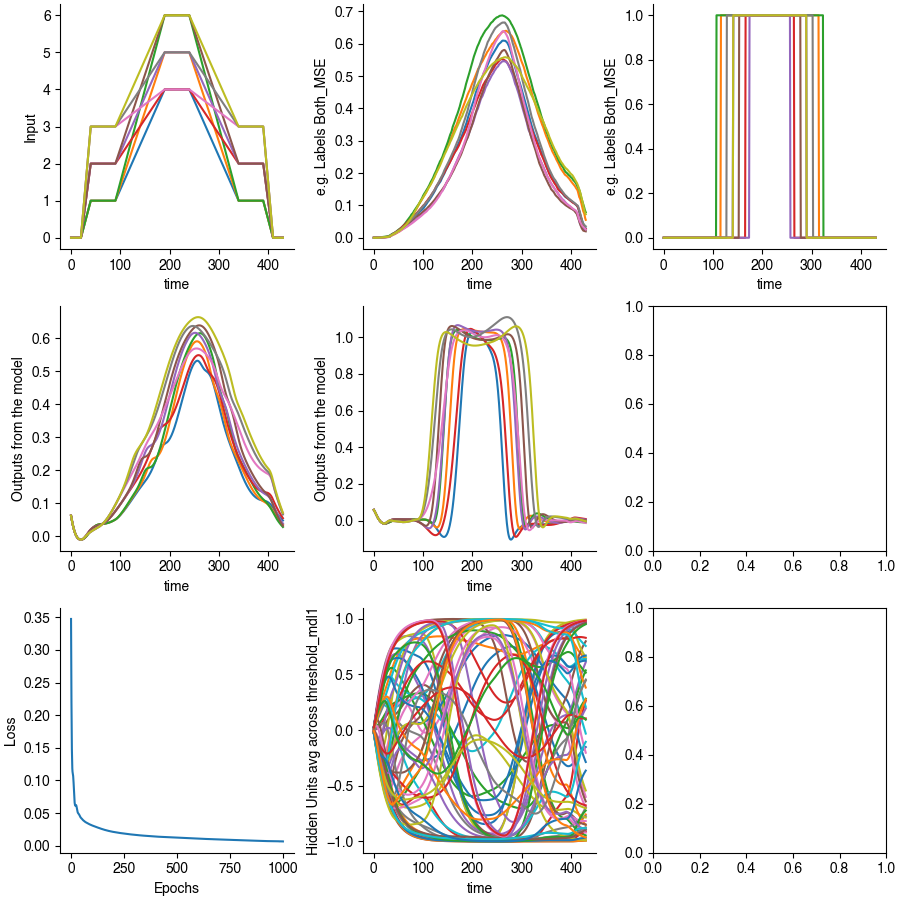 6
5
4
3
2
1
0
Input
0 100 200 300 400
time
0.7
0.6
0.5
0.4
0.3
0.2
0.1
0.0
e.g. Labels Both_MSE
0 100 200 300 400
time
1.0
0.8
0.6
0.4
0.2
0.0
e.g. Labels Both_MSE
0 100 200 300 400
time
0.6
0.5
0.4
0.3
0.2
0.1
0.0
Outputs from the model
0 100 200 300 400
time
1.0
0.8
0.6
0.4
0.2
0.0
Outputs from the model
0 100 200 300 400
time
1.0
0.8
0.6
0.4
0.2
0.0
0.0 0.2 0.4 0.6 0.8 1.0
0.35
0.30
0.25
0.20
0.15
0.10
0.05
0.00
Loss
0 250 500 750 1000
Epochs
1.0
0.5
0.0
−0.5
−1.0
Hidden Units avg across threshold_mdl1
0 100 200 300 400
time
1.0
0.8
0.6
0.4
0.2
0.0
0.0 0.2 0.4 0.6 0.8 1.0